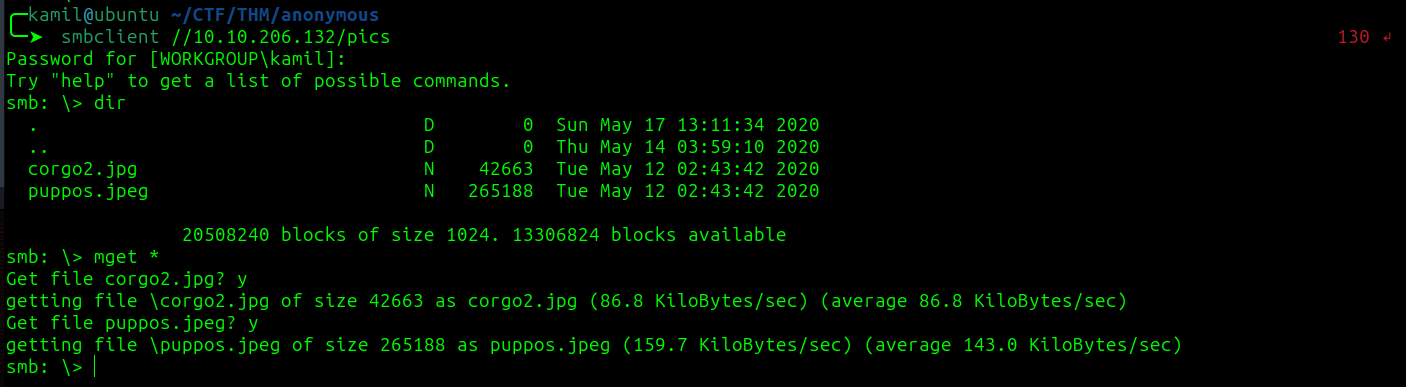 kamil@ubuntu ~/CTF/THM/anonymous
➤ smbclient //10.10.206.132/pics 130 ↲
Password for [WORKGROUP\kamil]:
Try "help" to get a list of possible commands.
smb: \> dir
. D 0 Sun May 17 13:11:34 2020
.. D 0 Thu May 14 03:59:10 2020
corgo2.jpg N 42663 Tue May 12 02:43:42 2020
puppos.jpeg N 265188 Tue May 12 02:43:42 2020
20508240 blocks of size 1024. 13306824 blocks available
smb: \> mget *
Get file corgo2.jpg? y
getting file \corgo2.jpg of size 42663 as corgo2.jpg (86.8 KiloBytes/sec) (average 86.8 KiloBytes/sec)
Get file puppos.jpeg? y
getting file \puppos.jpeg of size 265188 as puppos.jpeg (159.7 KiloBytes/sec) (average 143.0 KiloBytes/sec)
smb: \>